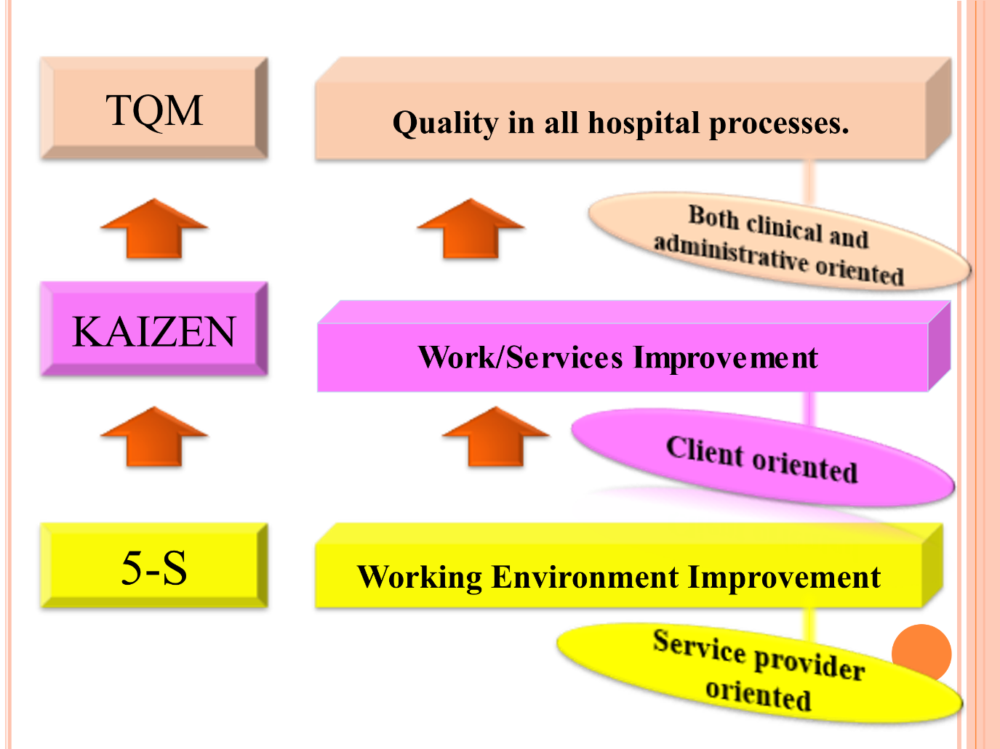 TQM
Quality in all hospital processes.
Both clinical and
administrative oriented
KAIZEN
Work/Services Improvement
Client oriented
5-S
Working Environment Improvement
Service provider
oriented